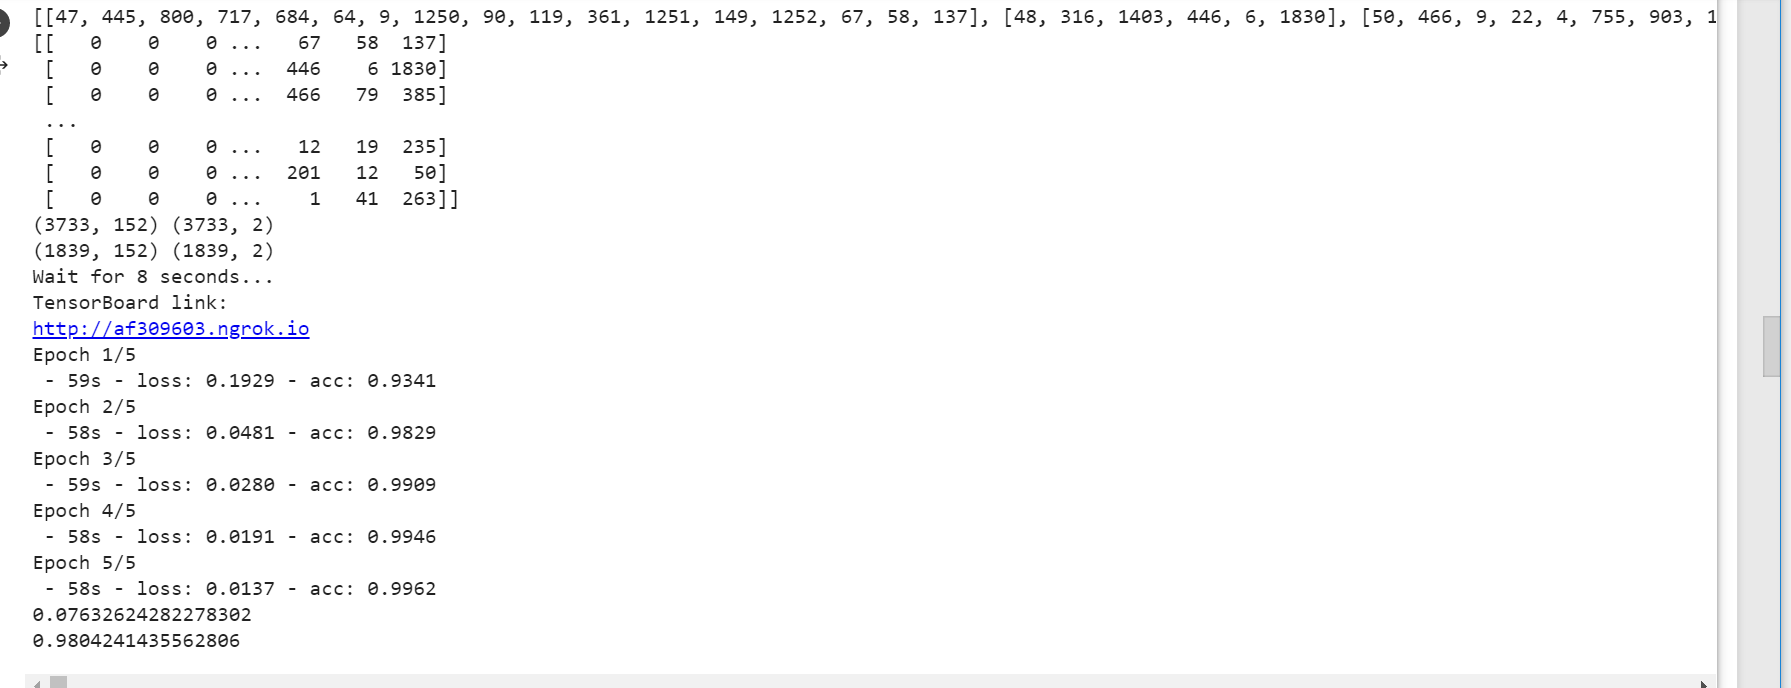 [[47, 445, 800, 717, 684, 64, 9, 1250, 90, 119, 361, 1251, 149, 1252, 67, 58, 137], [48, 316, 1403, 446, 6, 1830], [50, 466, 9, 22, 4, 755, 903, 1
[[   0    0    0 ...   67   58  137]
 [   0    0    0 ...  446    6 1830]
 [   0    0    0 ...  466   79  385]
 ...
 [   0    0    0 ...   12   19  235]
 [   0    0    0 ...  201   12   50]
 [   0    0    0 ...    1   41  263]]
(3733, 152) (3733, 2)
(1839, 152) (1839, 2)
Wait for 8 seconds...
TensorBoard link:
http://af309603.ngrok.io
Epoch 1/5
 - 59s - loss: 0.1929 - acc: 0.9341
Epoch 2/5
 - 58s - loss: 0.0481 - acc: 0.9829
Epoch 3/5
 - 59s - loss: 0.0280 - acc: 0.9909
Epoch 4/5
 - 58s - loss: 0.0191 - acc: 0.9946
Epoch 5/5
 - 58s - loss: 0.0137 - acc: 0.9962
0.07632624282278302
0.9804241435562806